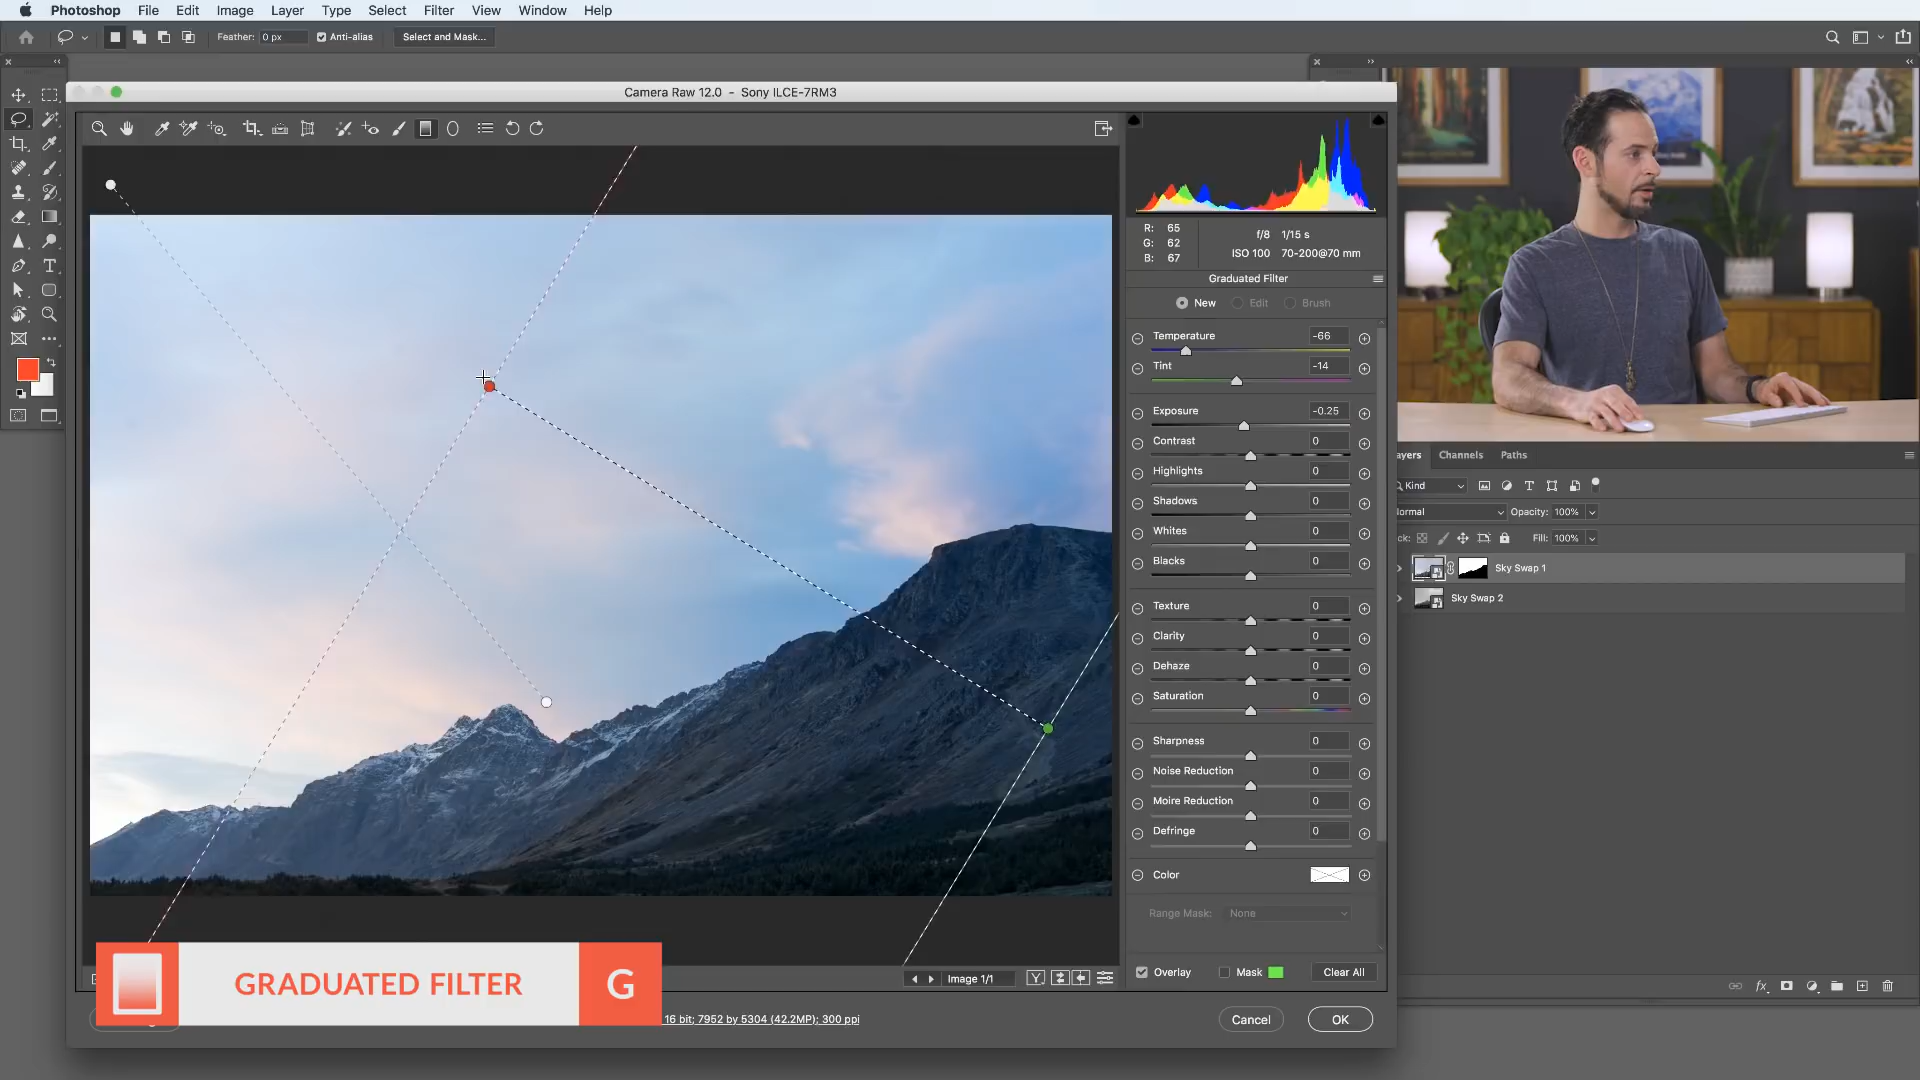 Photoshop File Edit Image Layer Type Select Filter View Window Help
Feather: 0 px Anti-alias Select and Mask...
Camera Raw 12.0 - Sony ILCE-7RM3
R: 65 f/8 1/15 s
G: 62
B: 67 ISO 100 70-200@70 mm
Graduated Filter
New Edit Brush
Temperature -66
Tint -14
Exposure -0.25
Contrast 0
Highlights 0
Shadows 0
Whites 0
Blacks 0
Texture 0
Clarity 0
Dehaze 0
Saturation 0
Sharpness 0
Noise Reduction 0
Moire Reduction 0
Defringe 0
Color
Range Mask: None
Overlay Mask Clear All
Image 1/1 Y
16 bit; 7952 by 5304 (42.2MP); 300 ppi
Cancel OK
GRADUATED FILTER G
ayers Channels Paths
Kind
ormal Opacity: 100%
ck: Fill: 100%
Sky Swap 1
Sky Swap 2
fx